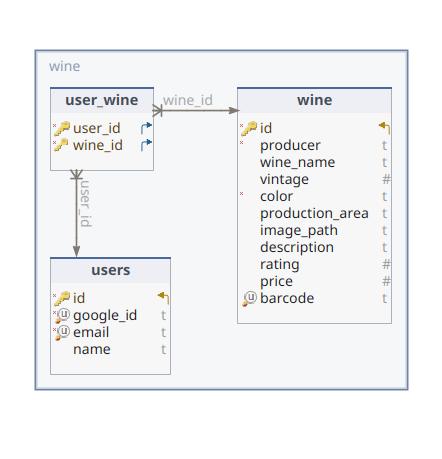 wine
user_wine
user_id
wine_id
wine_id
wine
id
producer t
wine_name t
vintage #
color t
production_area t
image_path t
description t
rating #
price #
u barcode t
user_id
users
id
u google_id t
u email t
name t